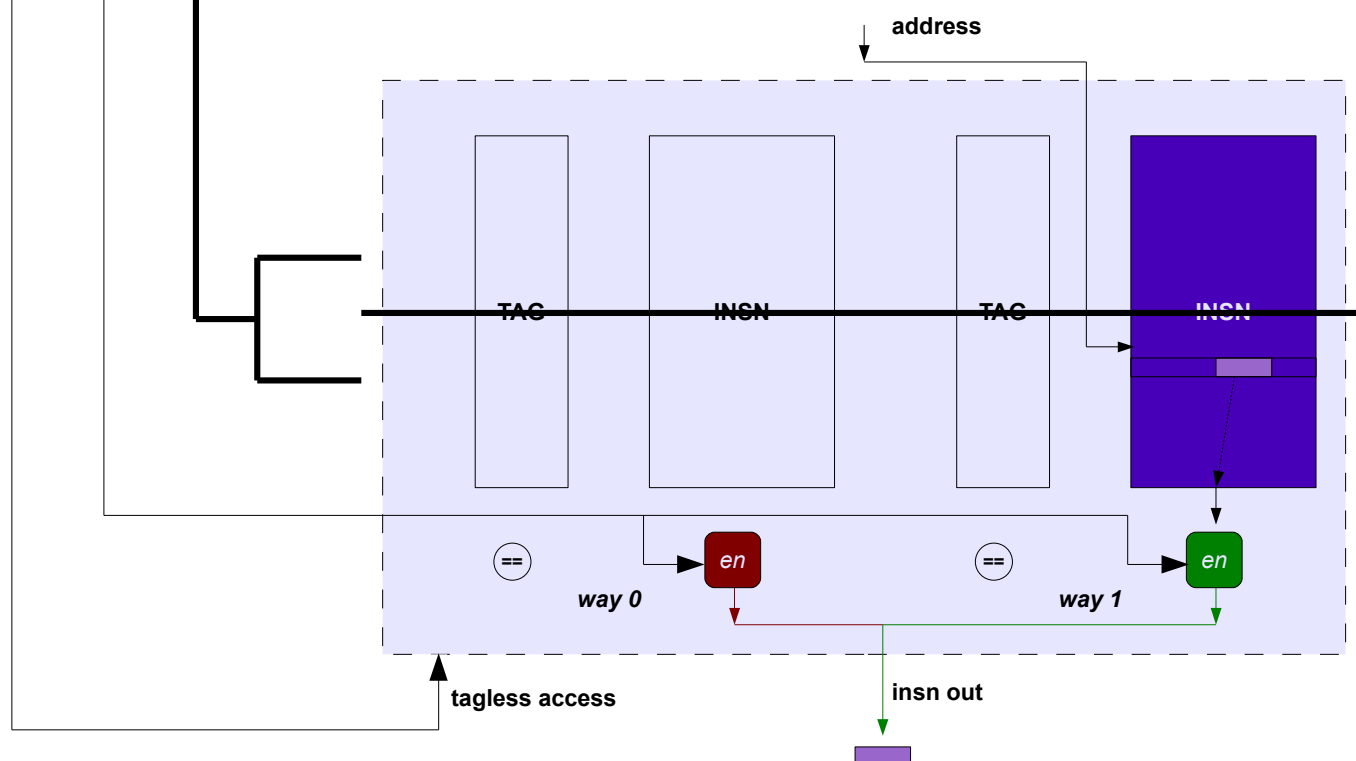 address
TAG INSN TAG INSN
== en == en
way 0 way 1
tagless access
insn out